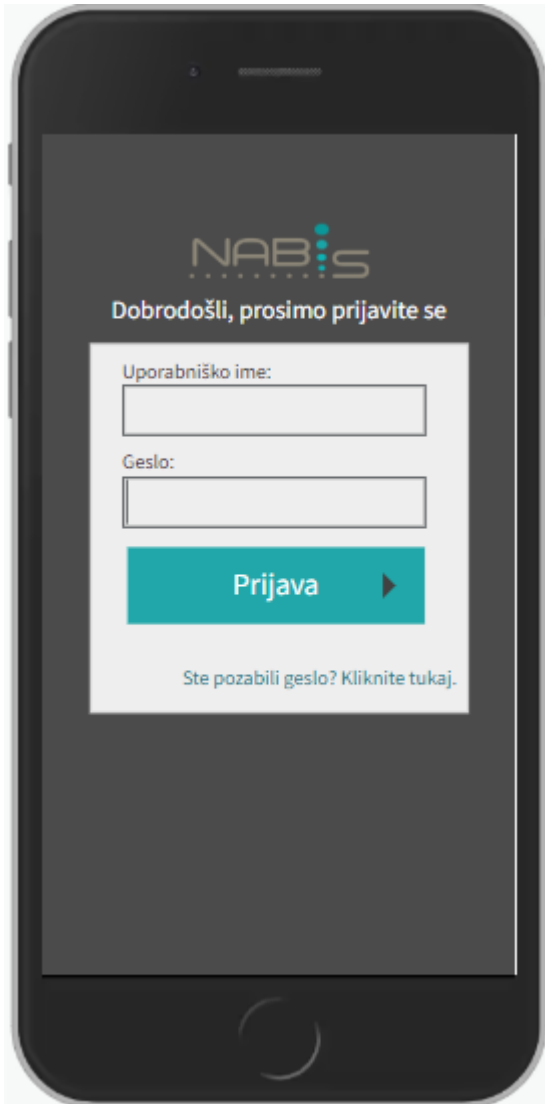 NABIS
Dobrodošli, prosimo prijavite se
Uporabniško ime:
Geslo:
Prijava
Ste pozabili geslo? Kliknite tukaj.